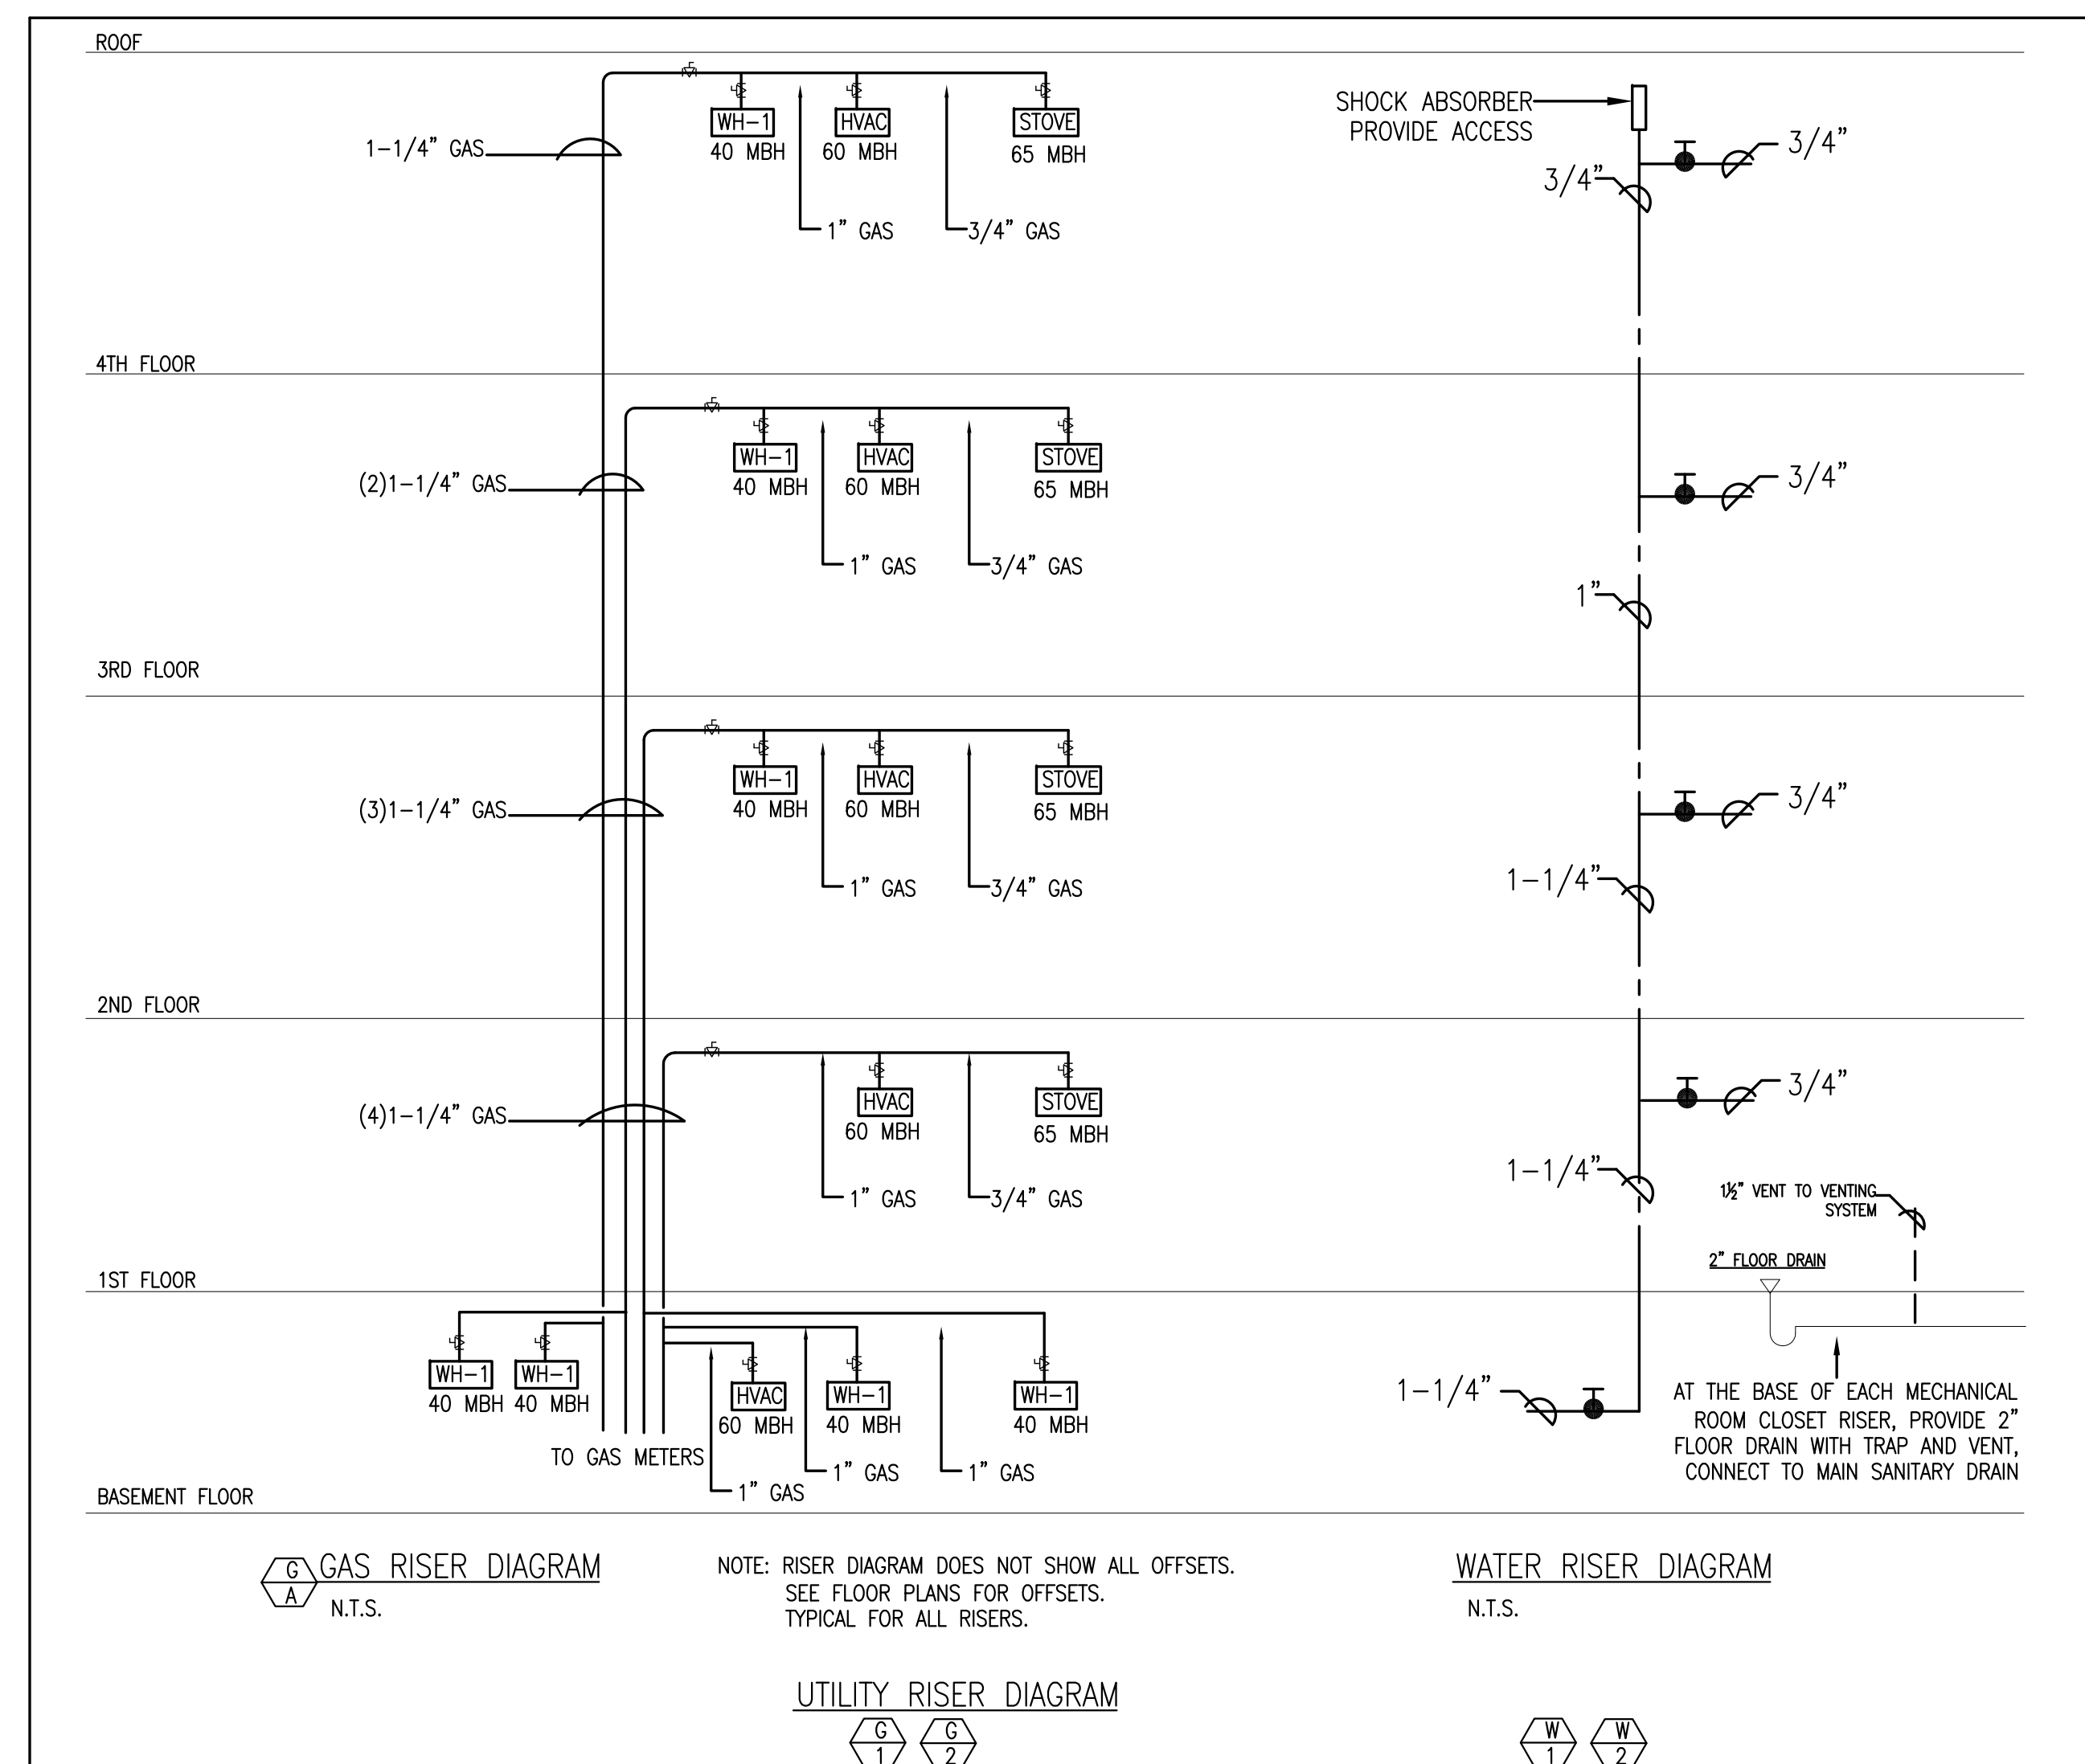 ROOF
WH-1
HVAC
STOVE
40 MBH
60 MBH
65 MBH
1-1/4" GAS
1" GAS
3/4" GAS
SHOCK ABSORBER
PROVIDE ACCESS
3/4"
3/4"
4TH FLOOR
WH-1
HVAC
STOVE
40 MBH
60 MBH
65 MBH
(2)1-1/4" GAS
1" GAS
3/4" GAS
3/4"
1"
3RD FLOOR
WH-1
HVAC
STOVE
40 MBH
60 MBH
65 MBH
(3)1-1/4" GAS
1" GAS
3/4" GAS
3/4"
1-1/4"
2ND FLOOR
HVAC
STOVE
60 MBH
65 MBH
(4)1-1/4" GAS
1" GAS
3/4" GAS
3/4"
1-1/4"
1½" VENT TO VENTING
SYSTEM
2" FLOOR DRAIN
1ST FLOOR
WH-1
WH-1
40 MBH
40 MBH
HVAC
WH-1
WH-1
60 MBH
40 MBH
40 MBH
TO GAS METERS
1" GAS
1" GAS
1" GAS
1-1/4"
AT THE BASE OF EACH MECHANICAL
ROOM CLOSET RISER, PROVIDE 2"
FLOOR DRAIN WITH TRAP AND VENT,
CONNECT TO MAIN SANITARY DRAIN
BASEMENT FLOOR
G
A
GAS RISER DIAGRAM
N.T.S.
NOTE: RISER DIAGRAM DOES NOT SHOW ALL OFFSETS.
SEE FLOOR PLANS FOR OFFSETS.
TYPICAL FOR ALL RISERS.
WATER RISER DIAGRAM
N.T.S.
UTILITY RISER DIAGRAM
G
1
G
2
W
1
W
2